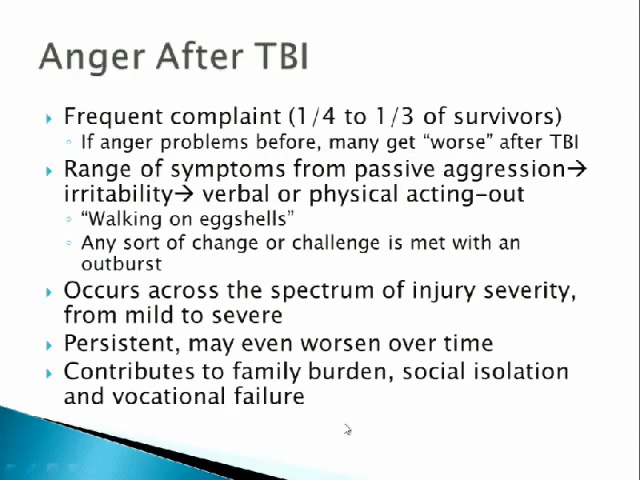 Anger After TBI
Frequent complaint (1/4 to 1/3 of survivors)
If anger problems before, many get “worse” after TBI
Range of symptoms from passive aggression→
irritability→ verbal or physical acting-out
“Walking on eggshells”
Any sort of change or challenge is met with an
outburst
Occurs across the spectrum of injury severity,
from mild to severe
Persistent, may even worsen over time
Contributes to family burden, social isolation
and vocational failure